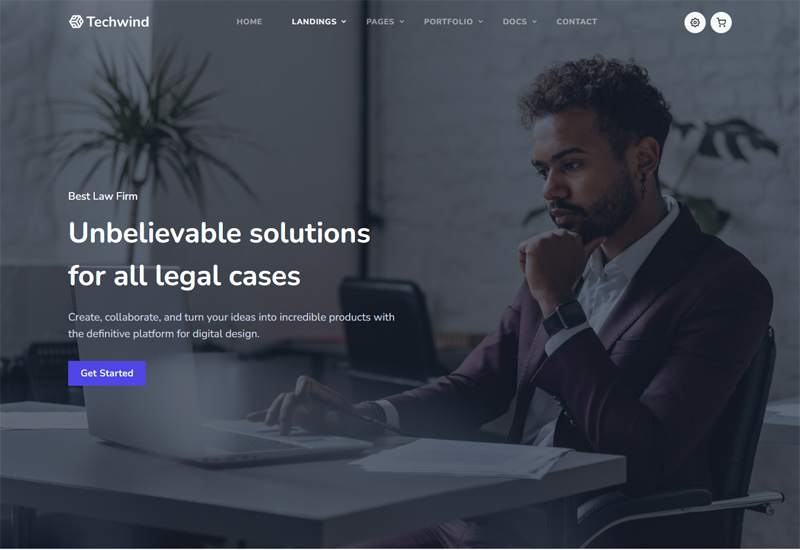 Techwind
HOME LANDINGS PAGES PORTFOLIO DOCS CONTACT
Best Law Firm
Unbelievable solutions
for all legal cases
Create, collaborate, and turn your ideas into incredible products with
the definitive platform for digital design.
Get Started